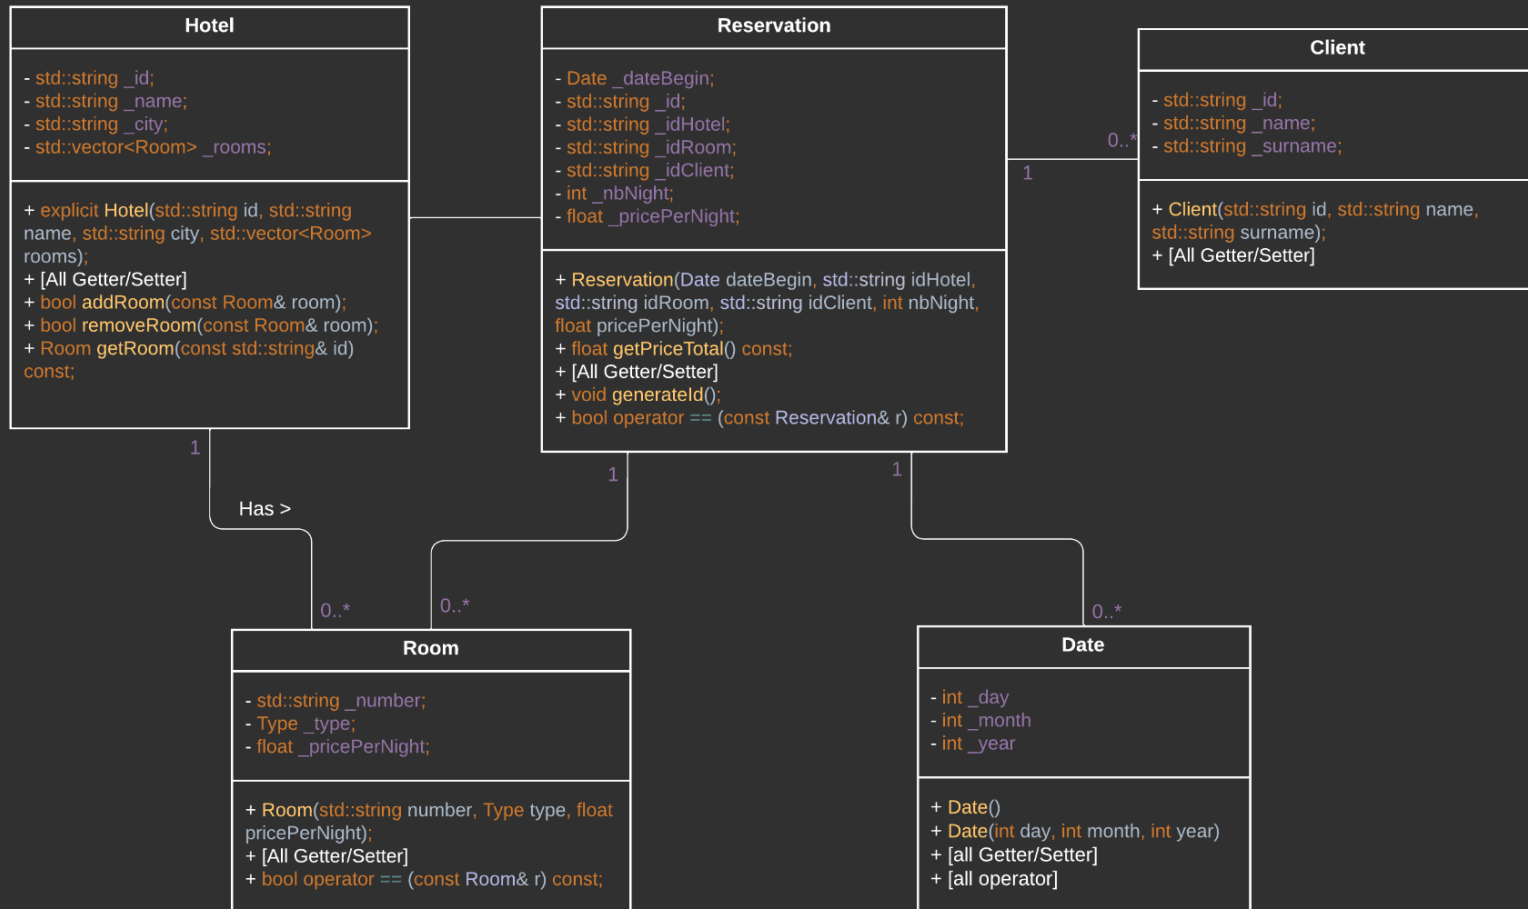 Hotel
- std::string _id;
- std::string _name;
- std::string _city;
- std::vector<Room> _rooms;
+ explicit Hotel(std::string id, std::string
name, std::string city, std::vector<Room>
rooms);
+ [All Getter/Setter]
+ bool addRoom(const Room& room);
+ bool removeRoom(const Room& room);
+ Room getRoom(const std::string& id)
const;
Reservation
- Date _dateBegin;
- std::string _id;
- std::string _idHotel;
- std::string _idRoom;
- std::string _idClient;
- int _nbNight;
- float _pricePerNight;
+ Reservation(Date dateBegin, std::string idHotel,
std::string idRoom, std::string idClient, int nbNight,
float pricePerNight);
+ float getPriceTotal() const;
+ [All Getter/Setter]
+ void generateId();
+ bool operator == (const Reservation& r) const;
0..*
1
Client
- std::string _id;
- std::string _name;
- std::string _surname;
+ Client(std::string id, std::string name,
std::string surname);
+ [All Getter/Setter]
1
Has >
0..*
1
0..*
1
0..*
Room
- std::string _number;
- Type _type;
- float _pricePerNight;
+ Room(std::string number, Type type, float
pricePerNight);
+ [All Getter/Setter]
+ bool operator == (const Room& r) const;
Date
- int _day
- int _month
- int _year
+ Date()
+ Date(int day, int month, int year)
+ [all Getter/Setter]
+ [all operator]